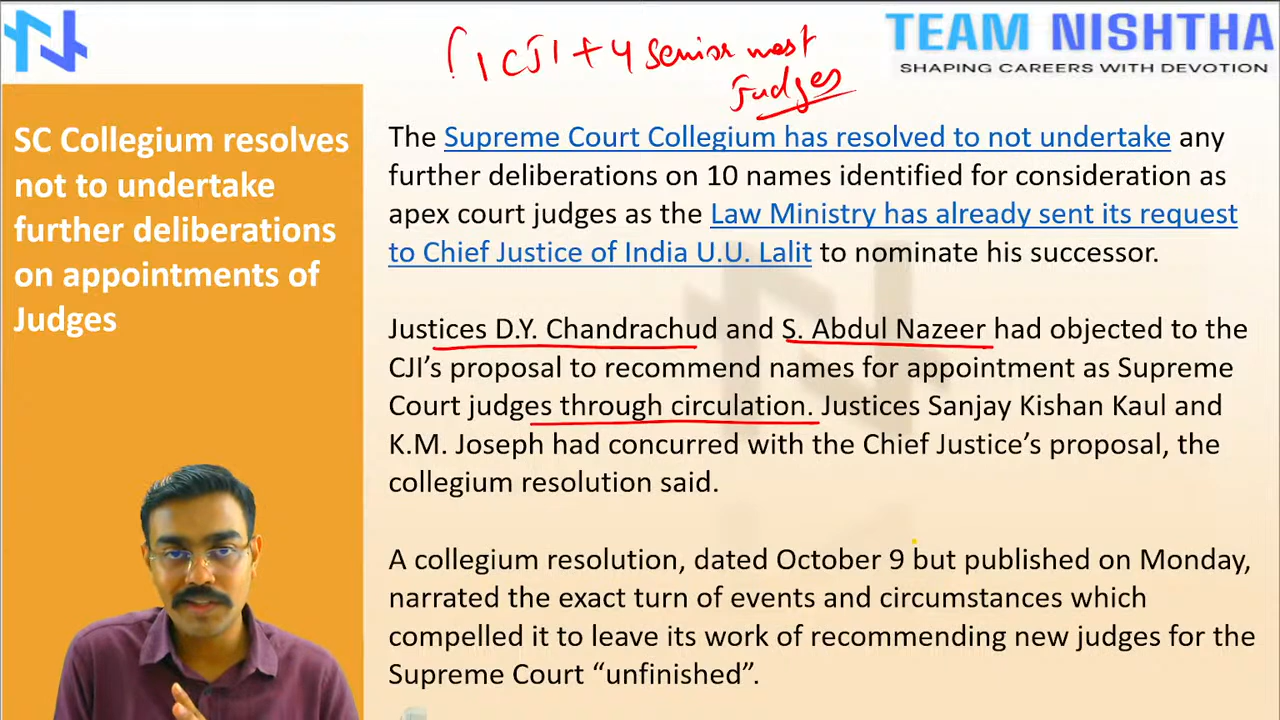 TEAM NISHTHA
SHAPING CAREERS WITH DEVOTION
1 CJI + 4 Senior most
Judges
SC Collegium resolves
not to undertake
further deliberations
on appointments of
Judges
The Supreme Court Collegium has resolved to not undertake any
further deliberations on 10 names identified for consideration as
apex court judges as the Law Ministry has already sent its request
to Chief Justice of India U.U. Lalit to nominate his successor.
Justices D.Y. Chandrachud and S. Abdul Nazeer had objected to the
CJI’s proposal to recommend names for appointment as Supreme
Court judges through circulation. Justices Sanjay Kishan Kaul and
K.M. Joseph had concurred with the Chief Justice’s proposal, the
collegium resolution said.
A collegium resolution, dated October 9 but published on Monday,
narrated the exact turn of events and circumstances which
compelled it to leave its work of recommending new judges for the
Supreme Court “unfinished”.